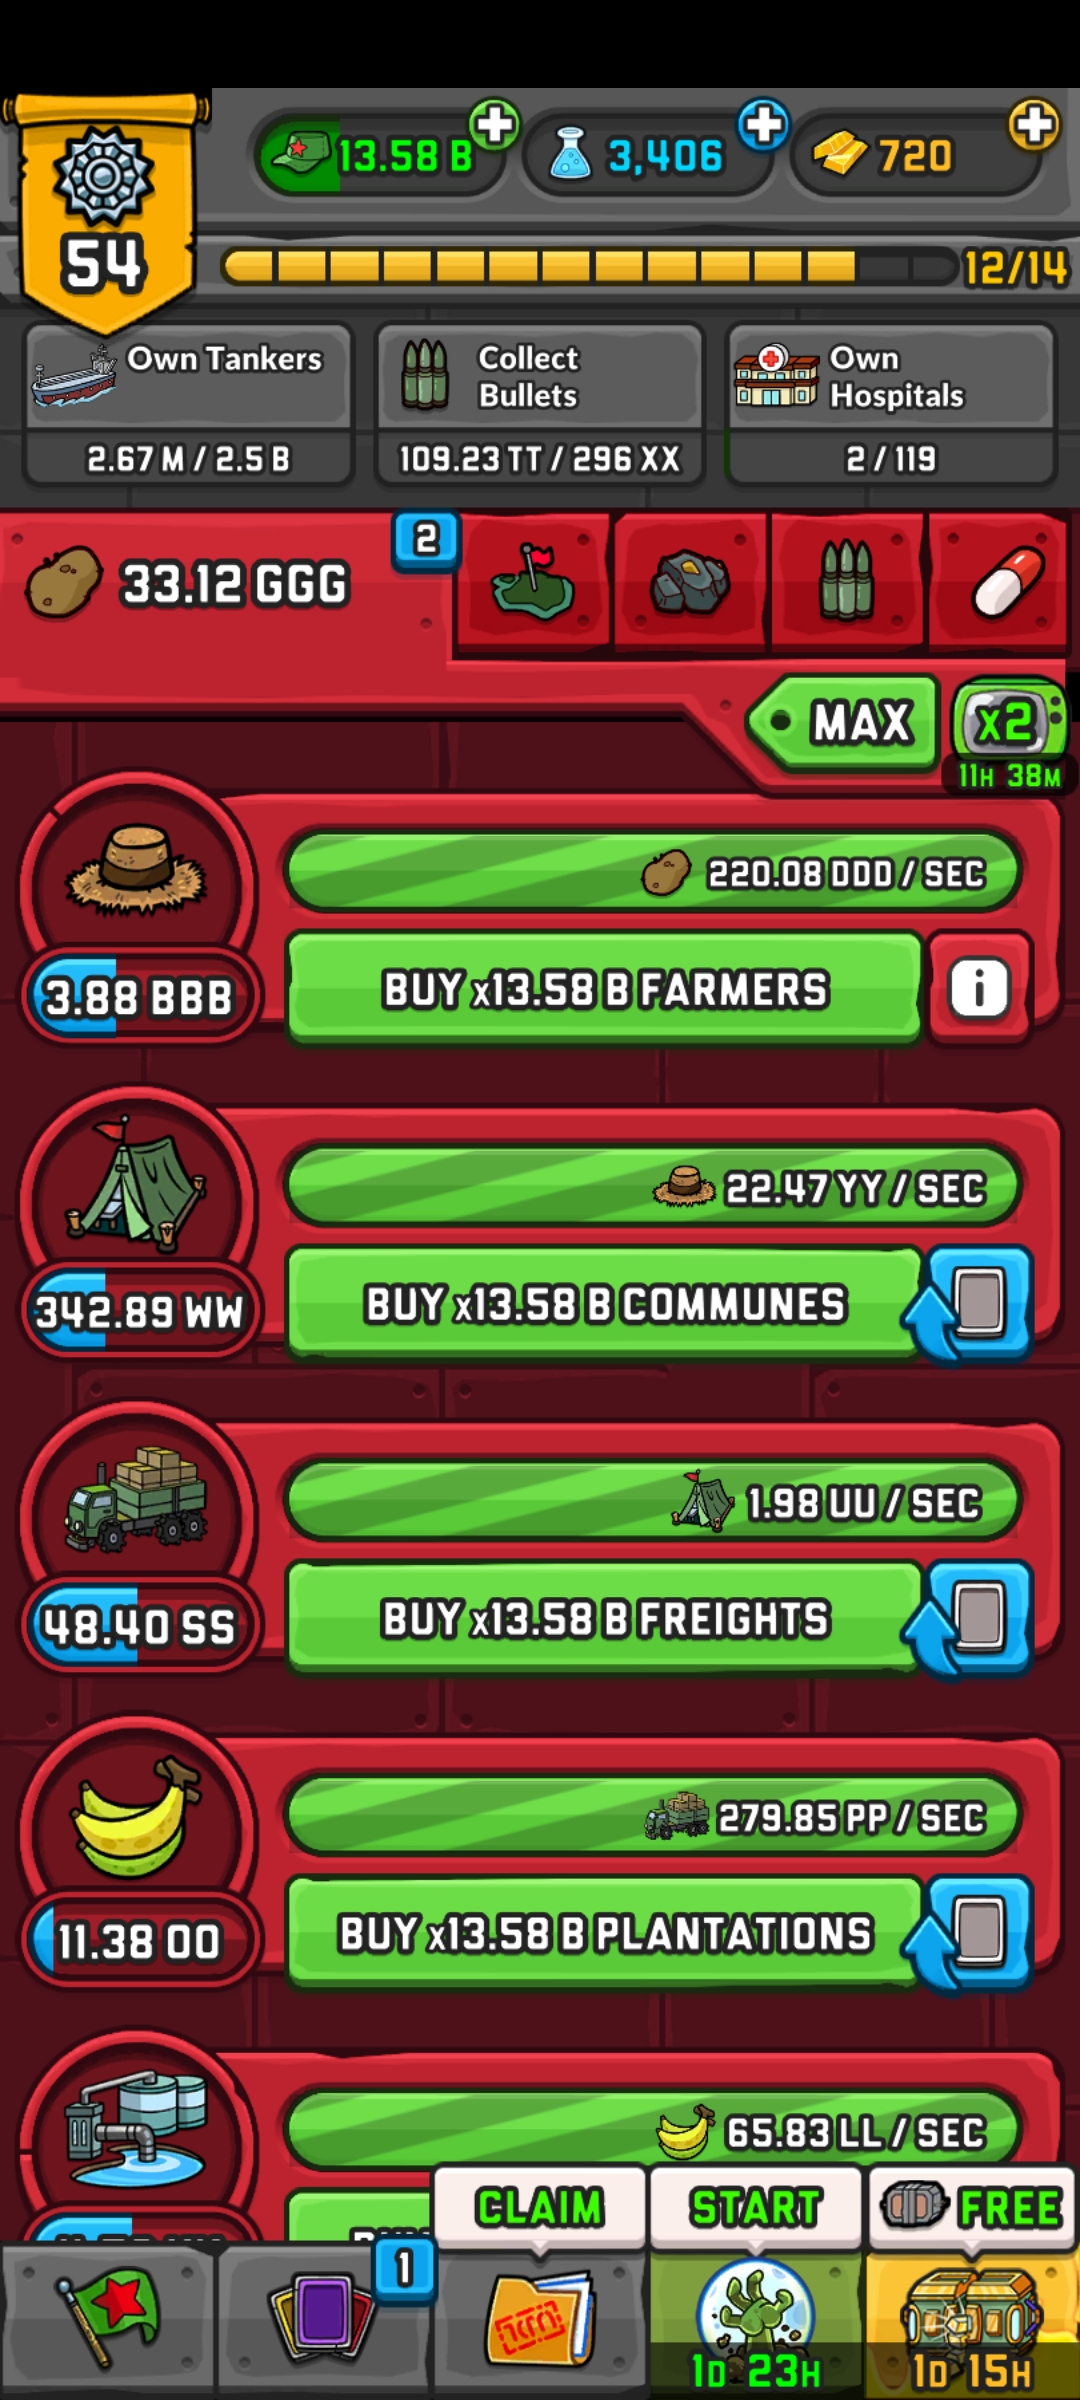 13.58 B
3,406
720
54
12/14
Own Tankers
2.67 M / 2.5 B
Collect
Bullets
109.23 TT / 296 XX
Own
Hospitals
2 / 119
33.12 GGG
2
MAX
x2
11H 38M
220.08 DDD / SEC
3.88 BBB
BUY x13.58 B FARMERS
i
22.47 YY / SEC
342.89 WW
BUY x13.58 B COMMUNES
1.98 UU / SEC
48.40 SS
BUY x13.58 B FREIGHTS
279.85 PP / SEC
11.38 OO
BUY x13.58 B PLANTATIONS
65.83 LL / SEC
CLAIM
START
FREE
1
1D 23H
1D 15H